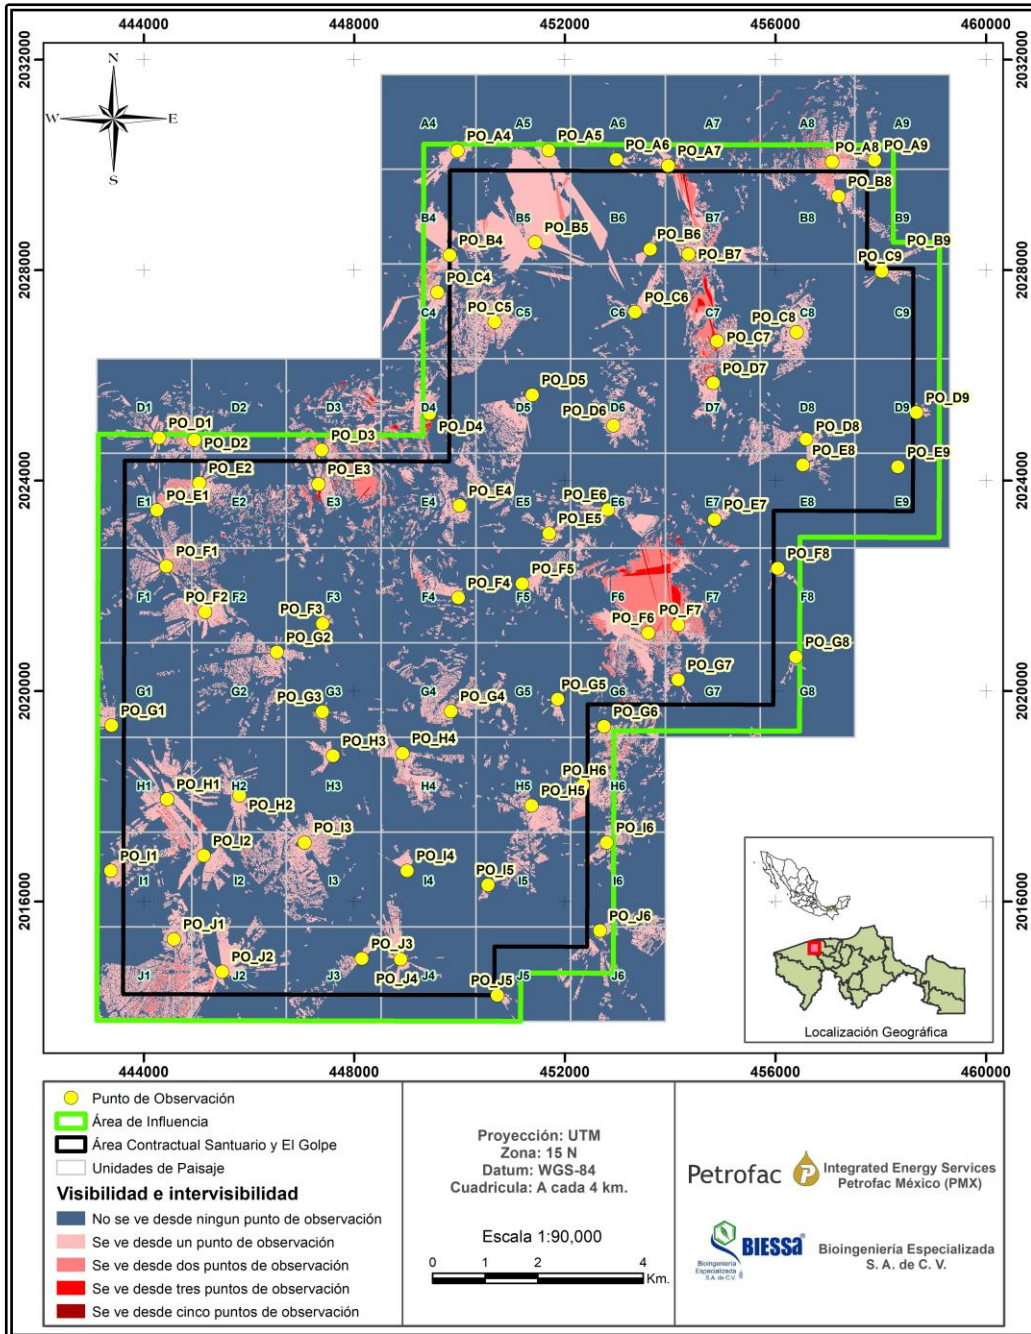 444000 448000 452000 456000 460000
2032000 2032000
N
W E
S
A4 A5 A6 A7 A8 A9
PO_A4 PO_A5 PO_A6 PO_A7 PO_A8 PO_A9
PO_B8
B4 B5 B6 B7 B8 B9
PO_B4 PO_B5 PO_B6 PO_B7 PO_B9
2028000 2028000
PO_C9
PO_C4
PO_C5 PO_C6 PO_C8
C4 C5 C6 C7 C8 C9
PO_C7
PO_D5 PO_D7
D1 D2 D3 D4 D5 D6 D7 D8 D9
PO_D1 PO_D2 PO_D3 PO_D4 PO_D6 PO_D8 PO_D9
PO_E2 PO_E3 PO_E8 PO_E9
2024000 2024000
PO_E1 PO_E4 PO_E6 PO_E7
E1 E2 E3 E4 E5 E6 E7 E8 E9
PO_E5
PO_F1 PO_F4 PO_F5 PO_F8
F1 F2 F3 F4 F5 F6 F7 F8
PO_F2 PO_F3 PO_F6 PO_F7
PO_G2 PO_G7 PO_G8
2020000 2020000
G1 G2 G3 G4 G5 G6 G7 G8
PO_G1 PO_G3 PO_G4 PO_G5 PO_G6
PO_H3 PO_H4 PO_H6
H1 H2 H3 H4 H5 H6
PO_H1 PO_H2 PO_H5
PO_I1 PO_I2 PO_I3 PO_I4 PO_I5 PO_I6
I1 I2 I3 I4 I5 I6
2016000 2016000
PO_J1 PO_J2 PO_J3 PO_J4 PO_J5 PO_J6
J1 J2 J3 J4 J5 J6
Localización Geográfica
444000 448000 452000 456000 460000
Punto de Observación
Área de Influencia
Área Contractual Santuario y El Golpe
Unidades de Paisaje
Visibilidad e intervisibilidad
No se ve desde ningun punto de observación
Se ve desde un punto de observación
Se ve desde dos puntos de observación
Se ve desde tres puntos de observación
Se ve desde cinco puntos de observación
Proyección: UTM
Zona: 15 N
Datum: WGS-84
Cuadricula: A cada 4 km.
Escala 1:90,000
0 1 2 4
Km.
Petrofac
Integrated Energy Services
Petrofac México (PMX)
BIESSA®
Bioingeniería
Especializada
S. A. de C.V.
Bioingeniería Especializada
S. A. de C. V.